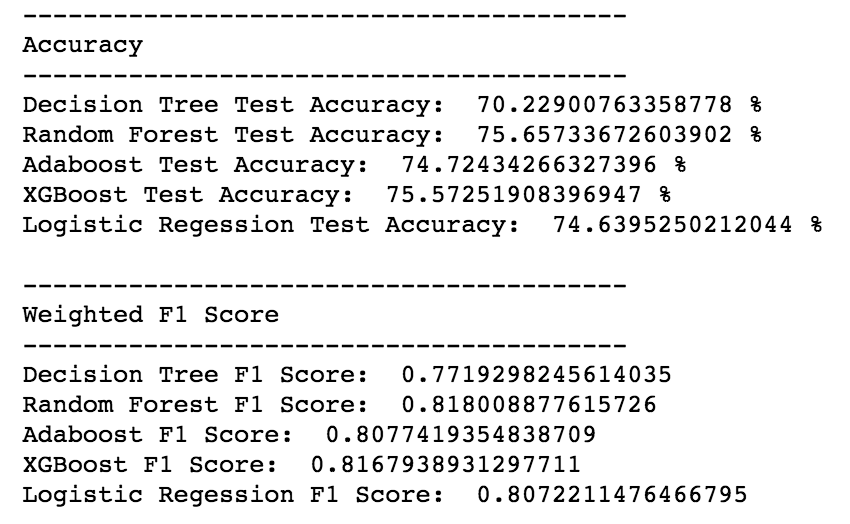 ----------------------------------------
Accuracy
----------------------------------------
Decision Tree Test Accuracy:  70.22900763358778 %
Random Forest Test Accuracy:  75.65733672603902 %
Adaboost Test Accuracy:  74.72434266327396 %
XGBoost Test Accuracy:  75.57251908396947 %
Logistic Regession Test Accuracy:  74.6395250212044 %

----------------------------------------
Weighted F1 Score
----------------------------------------
Decision Tree F1 Score:  0.7719298245614035
Random Forest F1 Score:  0.818008877615726
Adaboost F1 Score:  0.8077419354838709
XGBoost F1 Score:  0.8167938931297711
Logistic Regression F1 Score:  0.8072211476466795